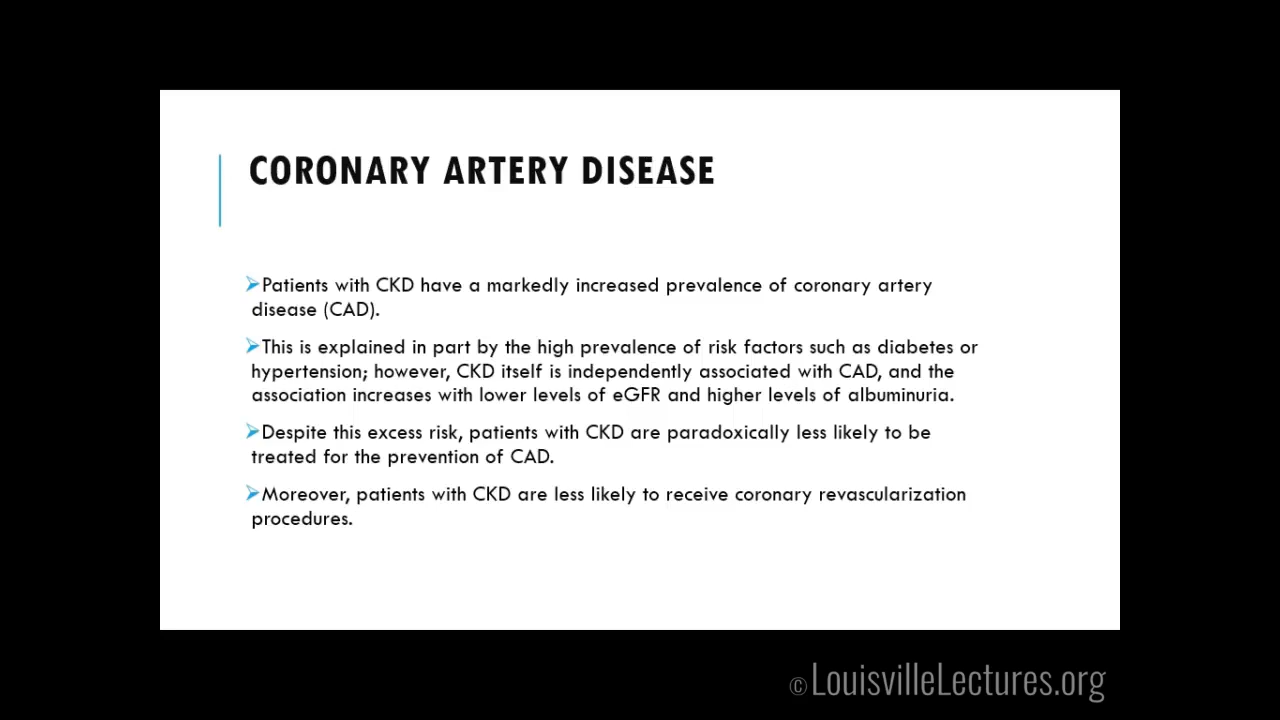 CORONARY ARTERY DISEASE
➢Patients with CKD have a markedly increased prevalence of coronary artery
disease (CAD).
➢This is explained in part by the high prevalence of risk factors such as diabetes or
hypertension; however, CKD itself is independently associated with CAD, and the
association increases with lower levels of eGFR and higher levels of albuminuria.
➢Despite this excess risk, patients with CKD are paradoxically less likely to be
treated for the prevention of CAD.
➢Moreover, patients with CKD are less likely to receive coronary revascularization
procedures.
© LouisvilleLectures.org